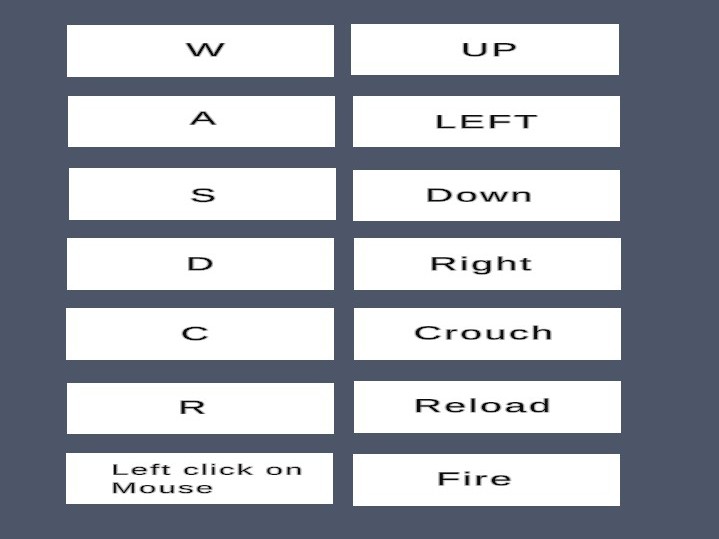 W UP
A LEFT
S Down
D Right
C Crouch
R Reload
Left click on
Mouse
Fire